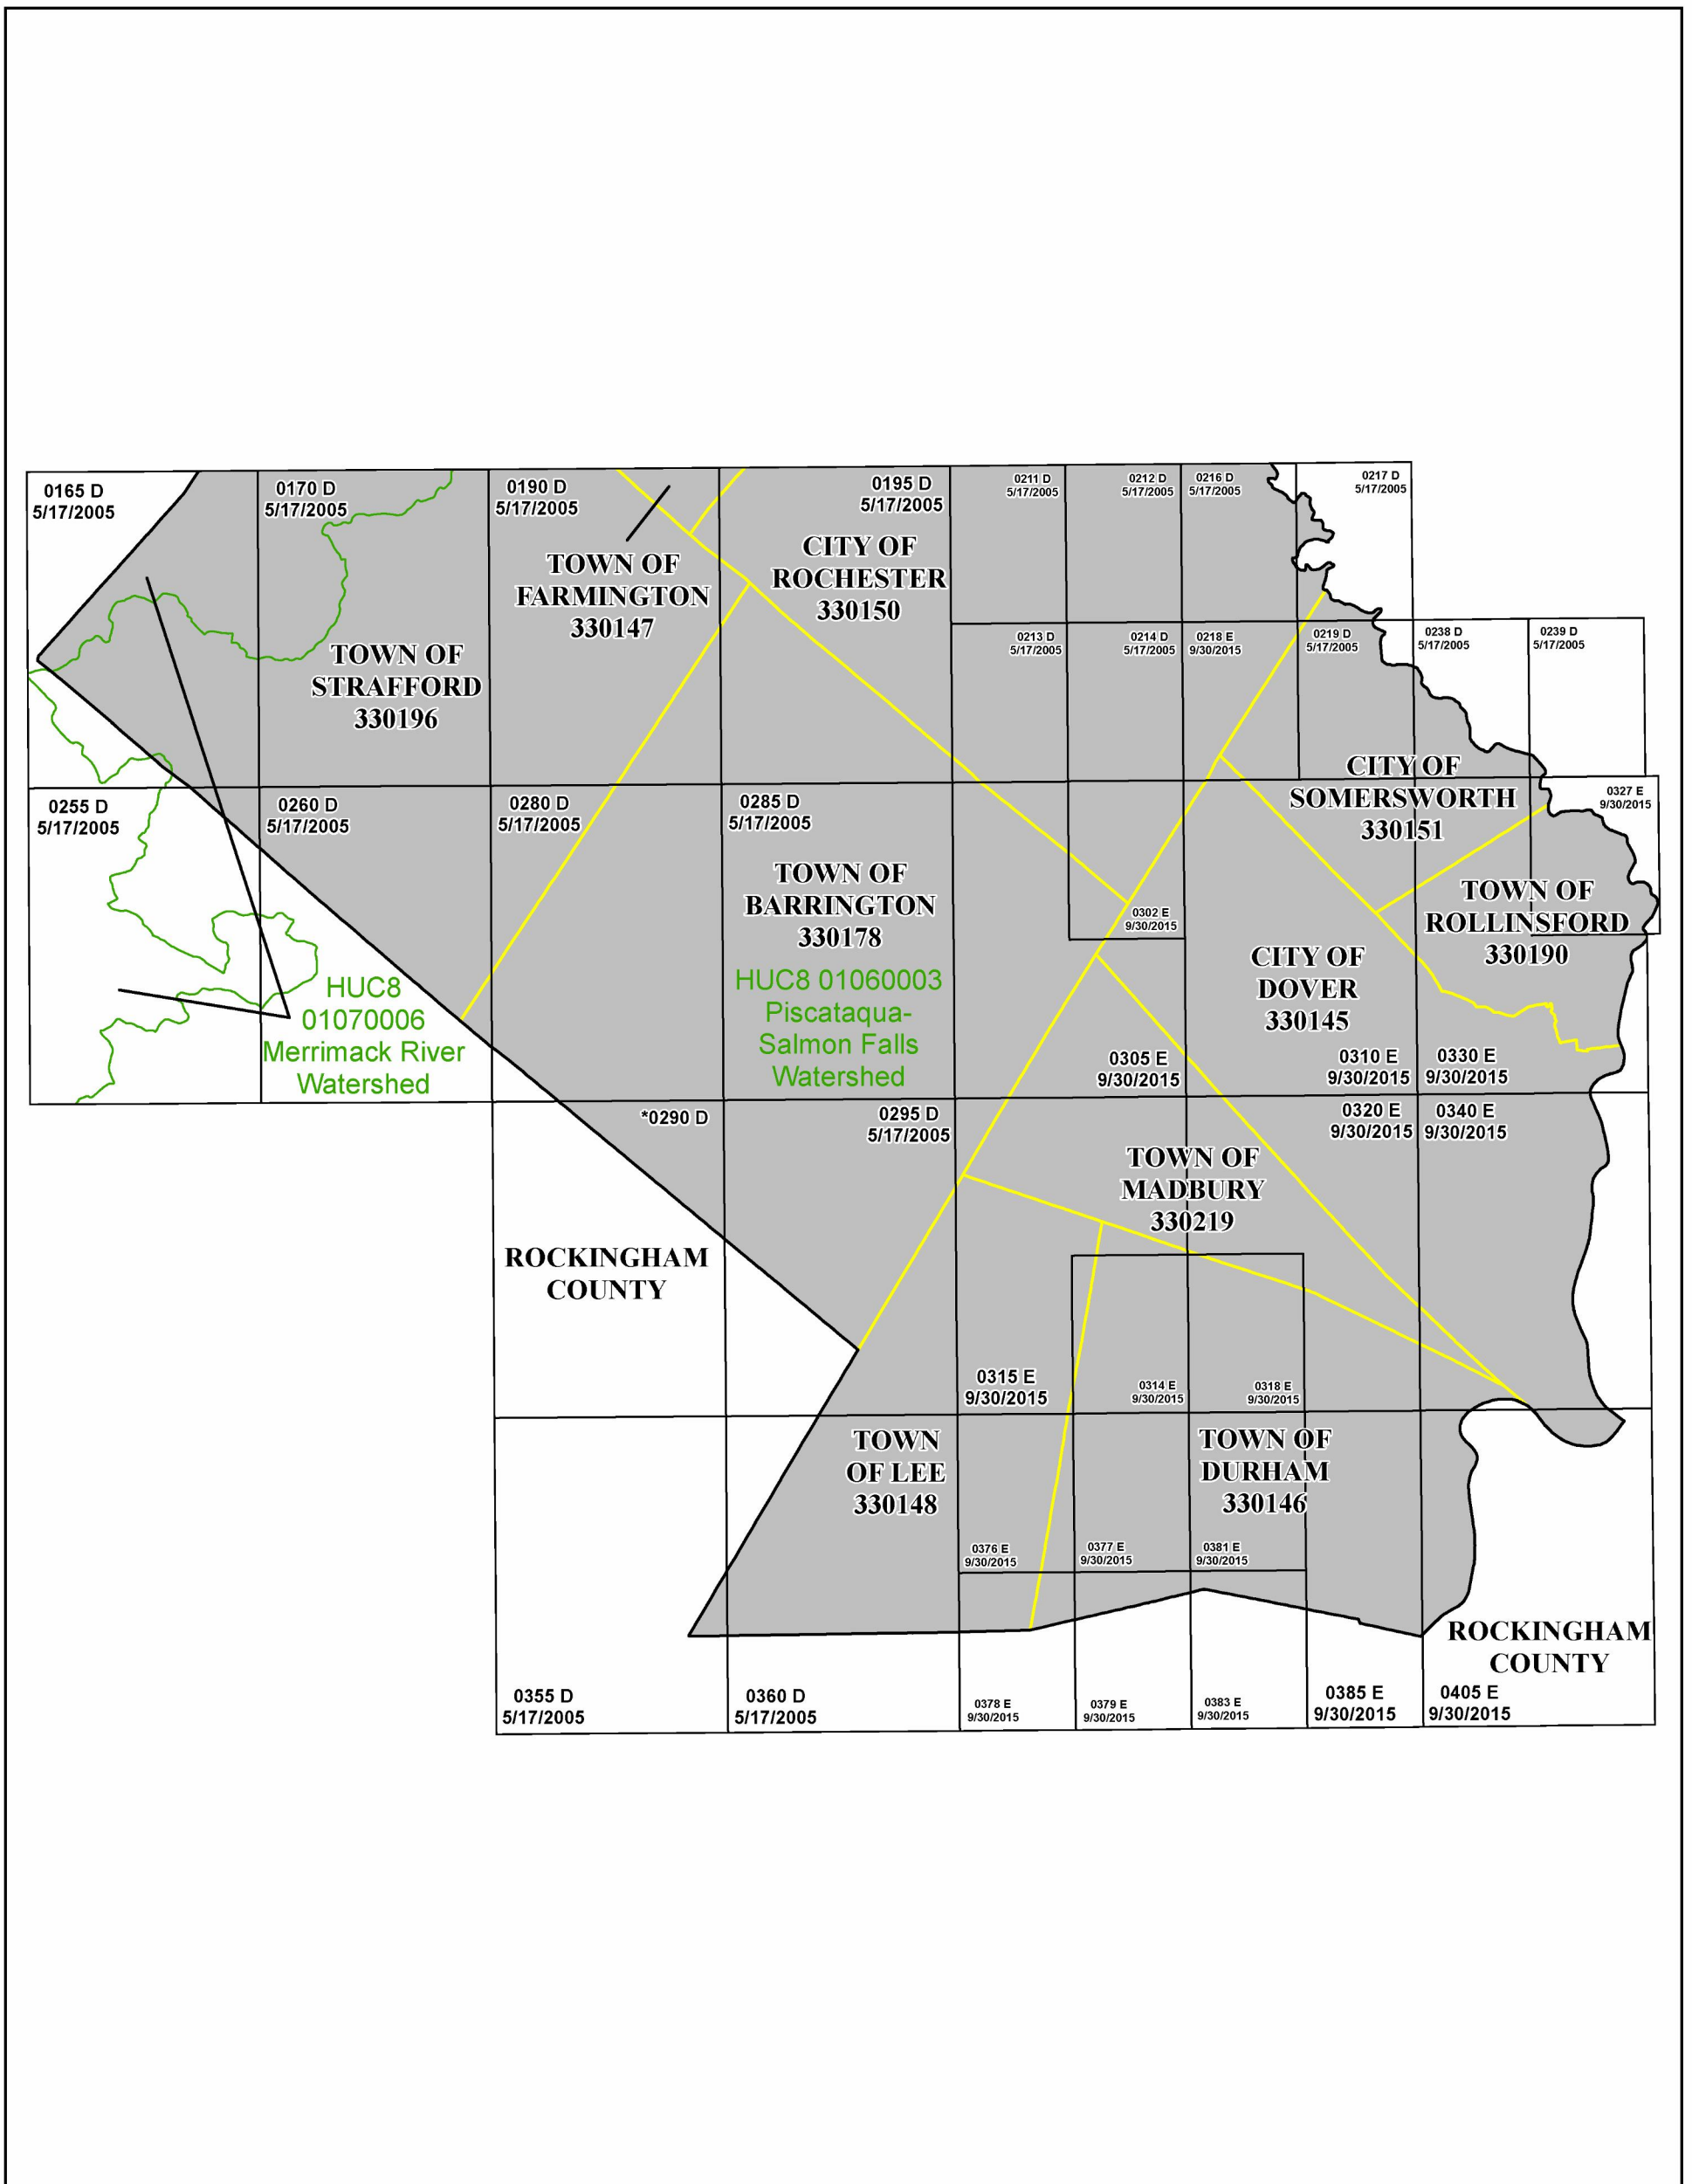 0165 D
5/17/2005
0170 D
5/17/2005
0190 D
5/17/2005
0195 D
5/17/2005
0211 D
5/17/2005
0212 D
5/17/2005
0216 D
5/17/2005
0217 D
5/17/2005
TOWN OF
FARMINGTON
330147
CITY OF
ROCHESTER
330150
TOWN OF
STRAFFORD
330196
0213 D
5/17/2005
0214 D
5/17/2005
0218 E
9/30/2015
0219 D
5/17/2005
0238 D
5/17/2005
0239 D
5/17/2005
CITY OF
SOMERSWORTH
330151
0255 D
5/17/2005
0260 D
5/17/2005
0280 D
5/17/2005
0285 D
5/17/2005
0327 E
9/30/2015
TOWN OF
BARRINGTON
330178
0302 E
9/30/2015
TOWN OF
ROLLINSFORD
330190
CITY OF
DOVER
330145
HUC8
01070006
Merrimack River
Watershed
HUC8 01060003
Piscataqua-
Salmon Falls
Watershed
0305 E
9/30/2015
0310 E
9/30/2015
0330 E
9/30/2015
*0290 D
0295 D
5/17/2005
0320 E
9/30/2015
0340 E
9/30/2015
TOWN OF
MADBURY
330219
ROCKINGHAM
COUNTY
0315 E
9/30/2015
0314 E
9/30/2015
0318 E
9/30/2015
TOWN
OF LEE
330148
TOWN OF
DURHAM
330146
0376 E
9/30/2015
0377 E
9/30/2015
0381 E
9/30/2015
ROCKINGHAM
COUNTY
0355 D
5/17/2005
0360 D
5/17/2005
0378 E
9/30/2015
0379 E
9/30/2015
0383 E
9/30/2015
0385 E
9/30/2015
0405 E
9/30/2015